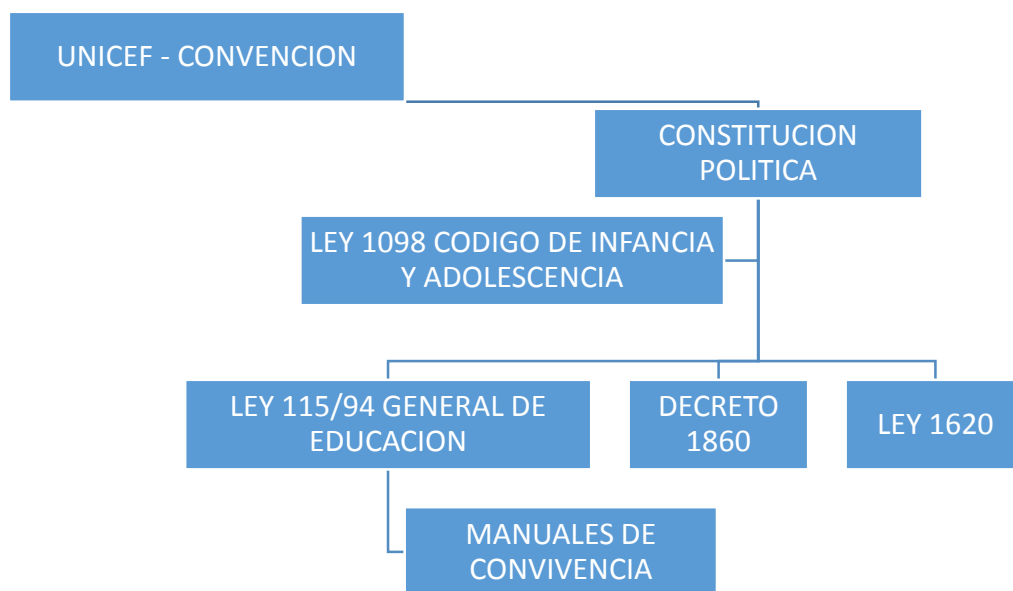 UNICEF - CONVENCION
CONSTITUCION
POLITICA
LEY 1098 CODIGO DE INFANCIA
Y ADOLESCENCIA
LEY 115/94 GENERAL DE
EDUCACION
DECRETO
1860
LEY 1620
MANUALES DE
CONVIVENCIA